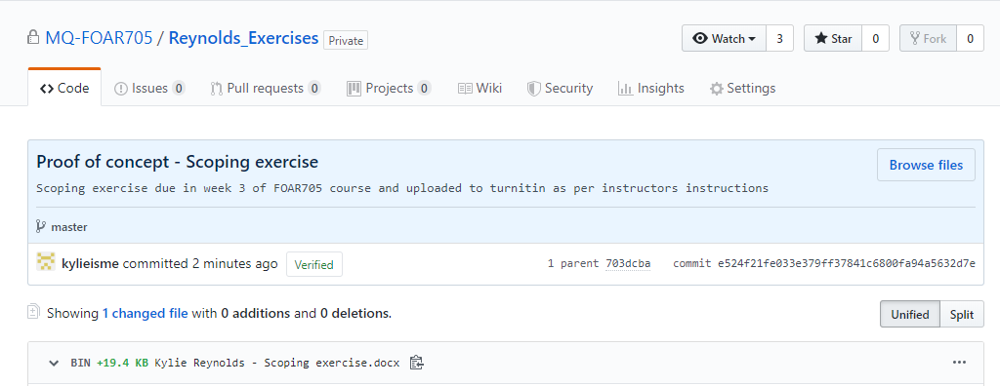 MQ-FOAR705 / Reynolds_Exercises Private Watch 3 Star 0 Fork 0
Code Issues 0 Pull requests 0 Projects 0 Wiki Security Insights Settings
Proof of concept - Scoping exercise Browse files
Scoping exercise due in week 3 of FOAR705 course and uploaded to turnitin as per instructors instructions
master
kylieisme committed 2 minutes ago Verified 1 parent 703dcba commit e524f21fe033e379ff37841c6800fa94a5632d7e
Showing 1 changed file with 0 additions and 0 deletions. Unified Split
BIN +19.4 KB Kylie Reynolds - Scoping exercise.docx